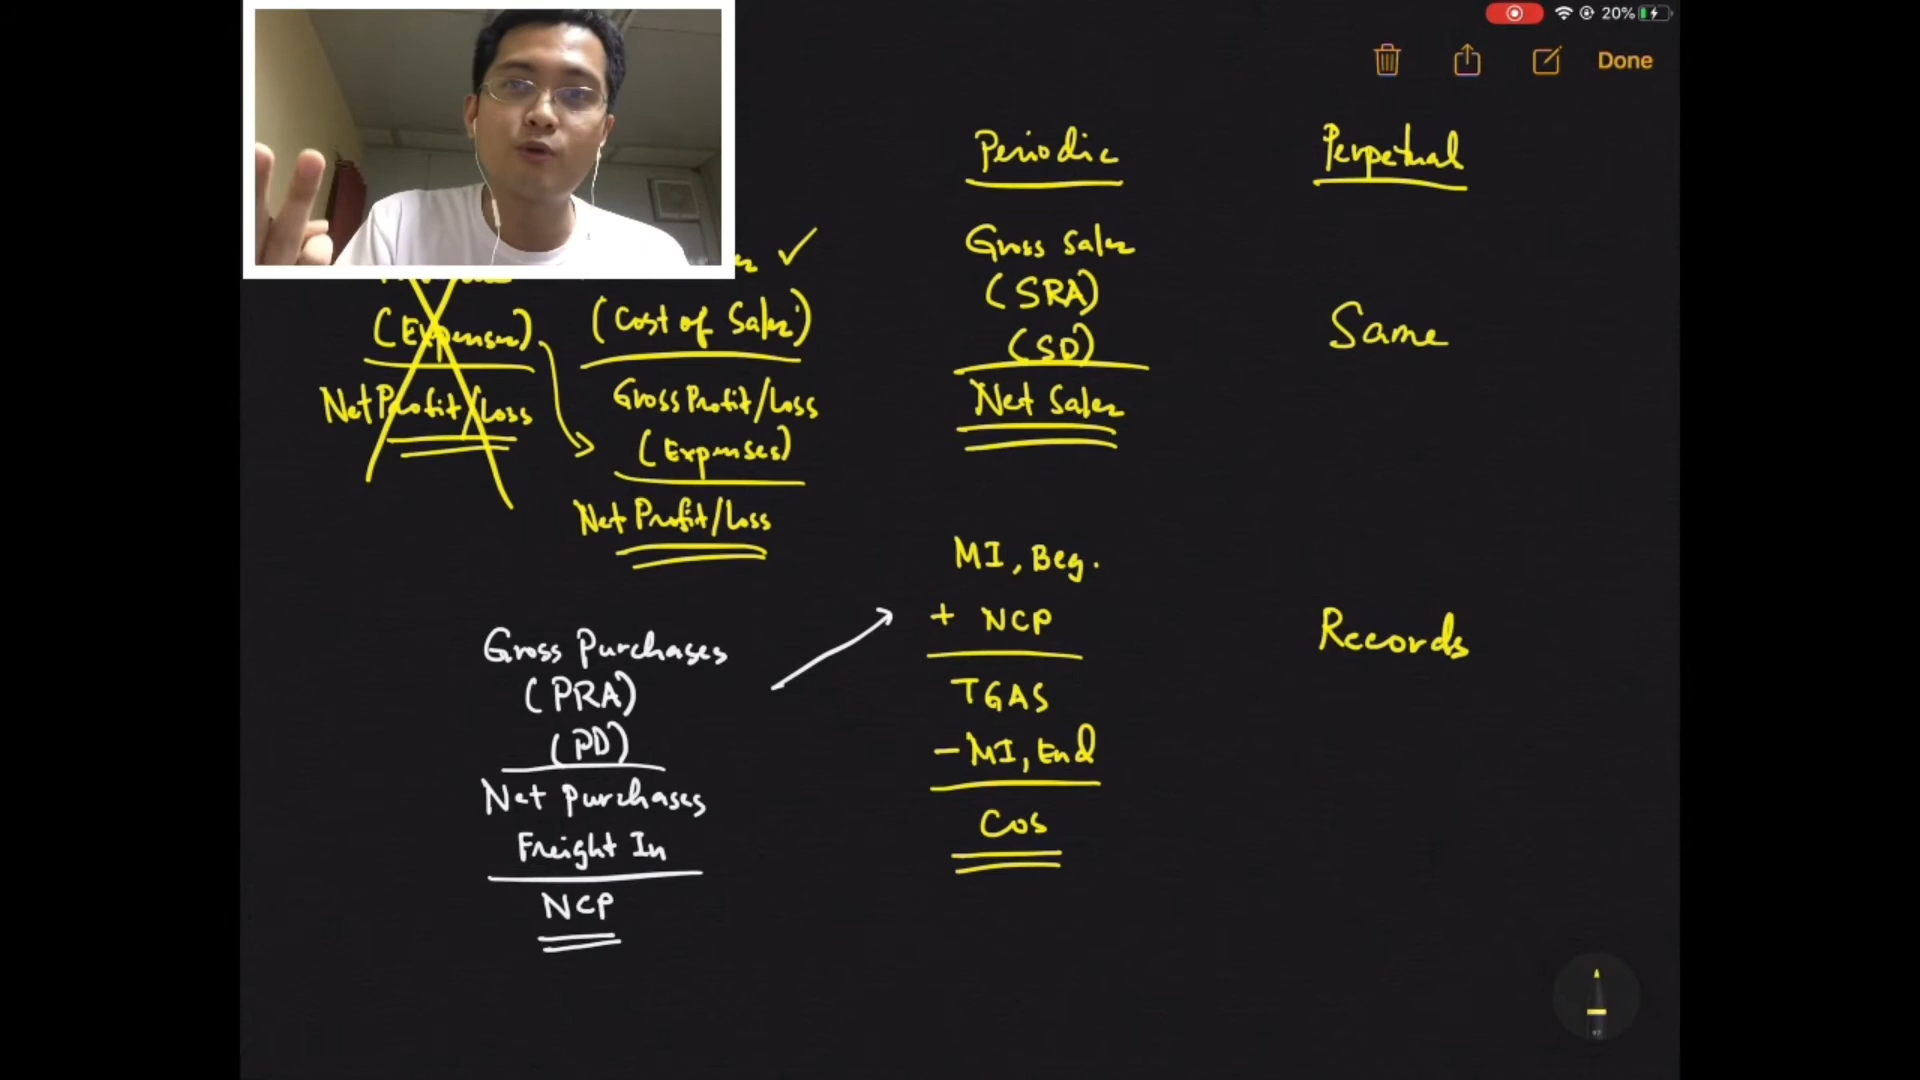 20%
Done
Periodic
Perpetual
(Expenses)
Net Profit/Loss
✓
(Cost of Sales)
Gross Profit/Loss
(Expenses)
Net Profit/Loss
Gross Sales
(SRA)
(SD)
Net Sales
Same
Gross Purchases
(PRA)
(PD)
Net Purchases
Freight In
NCP
MI, Beg.
+ NCP
TGAS
- MI, End
COS
Records